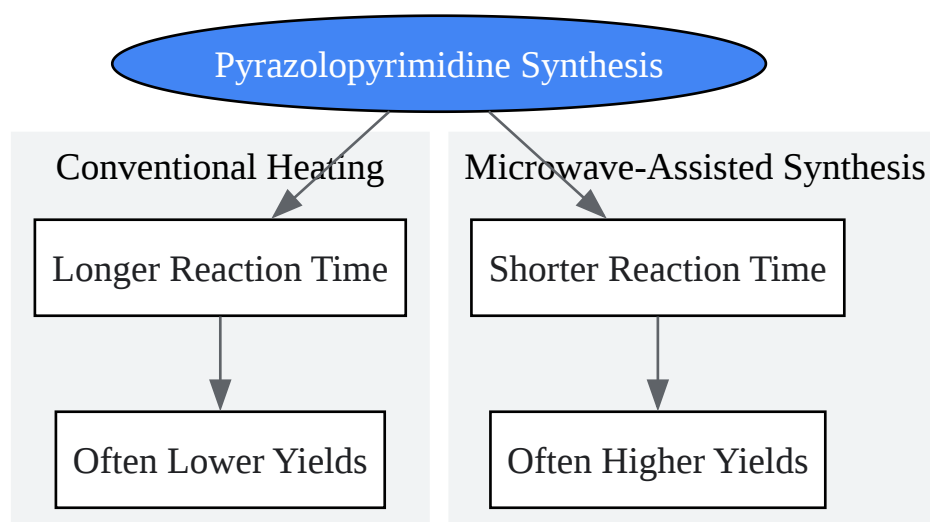 Pyrazolopyrimidine Synthesis
Conventional Heating
Longer Reaction Time
Often Lower Yields
Microwave-Assisted Synthesis
Shorter Reaction Time
Often Higher Yields